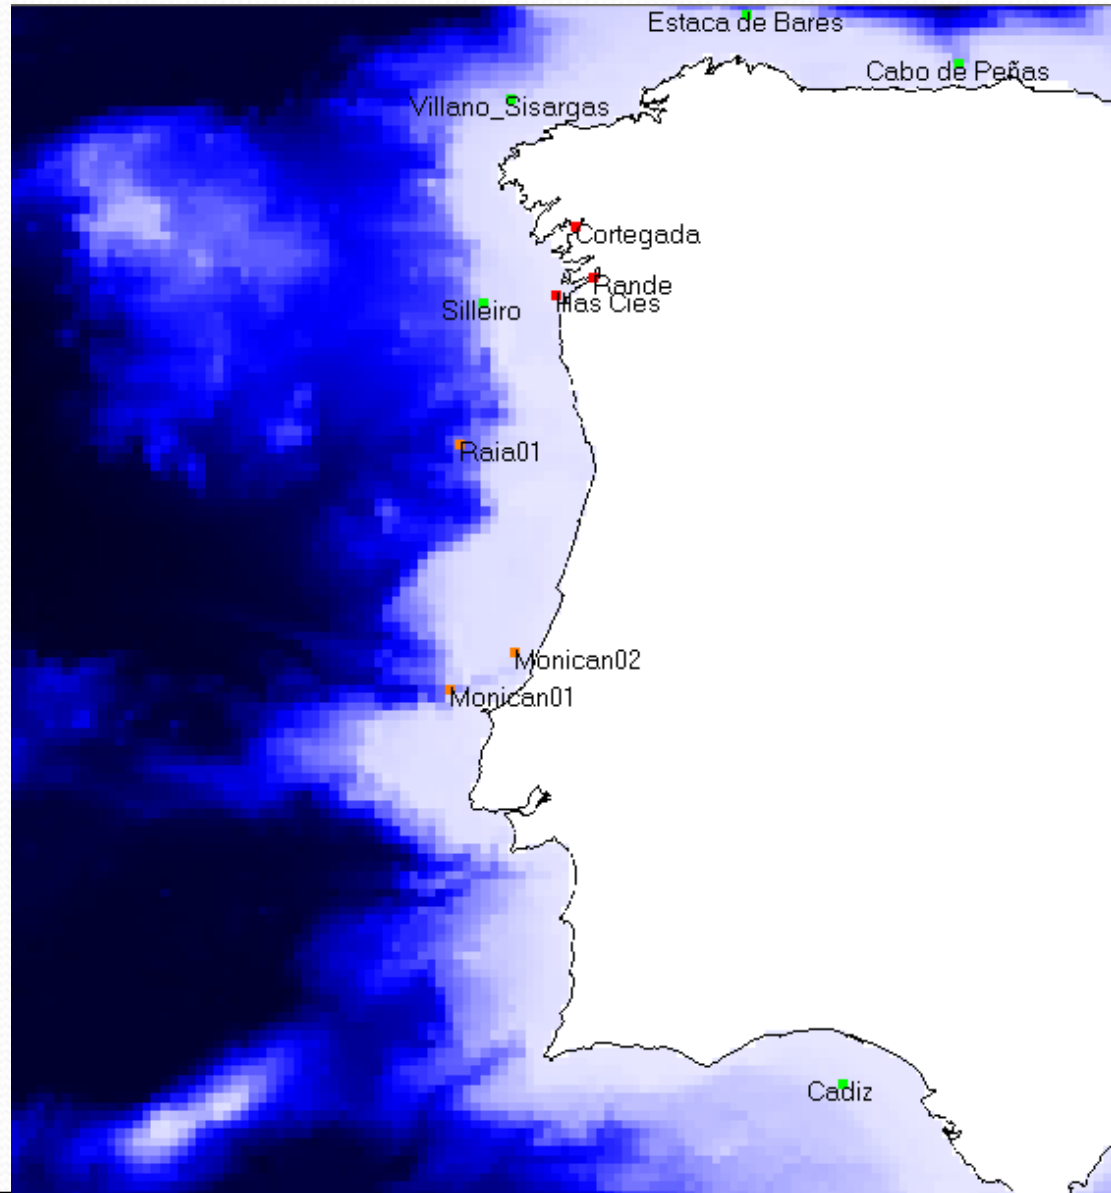 Estaca de Bares
Cabo de Peñas
Villano_Sisargas
Cortegada
Rande
Illas Cies
Silleiro
Raia01
Monican02
Monican01
Cadiz